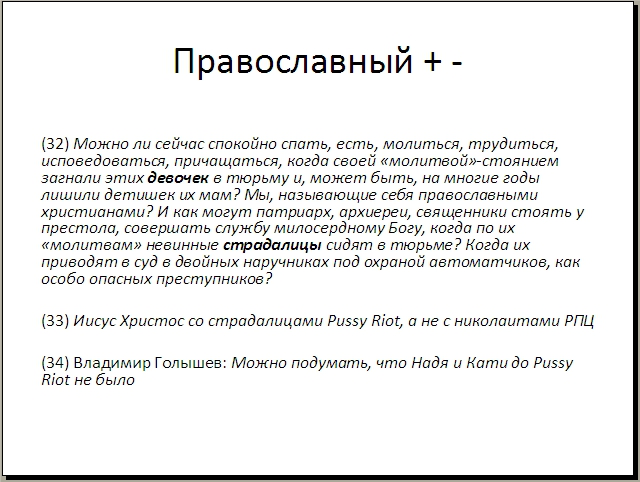 Православный + -
(32) Можно ли сейчас спокойно спать, есть, молиться, трудиться,
исповедоваться, причащаться, когда своей «молитвой»-стоянием
загнали этих девочек в тюрьму и, может быть, на многие годы
лишили детишек их мам? Мы, называющие себя православными
христианами? И как могут патриарх, архиереи, священники стоять у
престола, совершать службу милосердному Богу, когда по их
«молитвам» невинные страдалицы сидят в тюрьме? Когда их
приводят в суд в двойных наручниках под охраной автоматчиков, как
особо опасных преступников?
(33) Иисус Христос со страдалицами Pussy Riot, а не с николаитами РПЦ
(34) Владимир Голышев: Можно подумать, что Надя и Кати до Pussy
Riot не было